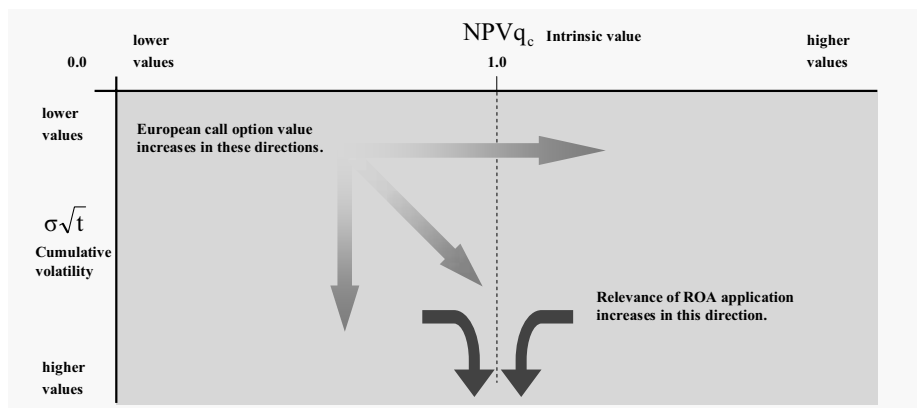 NPVq_c Intrinsic value
lower
values
higher
values
0.0
1.0
lower
values
European call option value
increases in these directions.
σ√t
Cumulative
volatility
Relevance of ROA application
increases in this direction.
higher
values